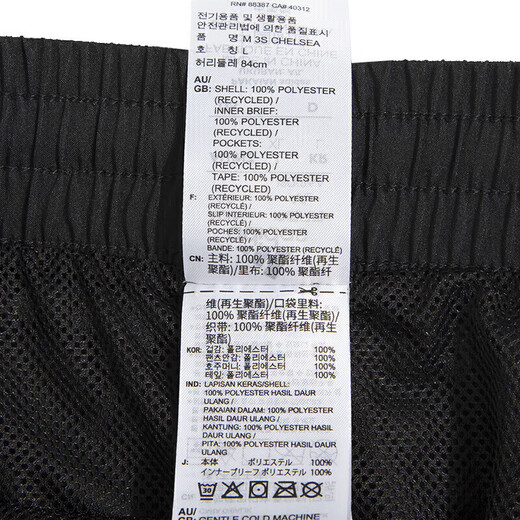 RN# 88387 CA# 40312
전기용품 및 생활용품
안전관리법에 의한 품질표시
품    명 M 3S CHELSEA
호    칭 L
허리둘레 84cm
AU/
GB: SHELL: 100% POLYESTER
(RECYCLED) /
INNER BRIEF:
100% POLYESTER
(RECYCLED) /
POCKETS:
100% POLYESTER
(RECYCLED) /
TAPE: 100% POLYESTER
(RECYCLED)
F: EXTÉRIEUR: 100% POLYESTER
(RECYCLÉ) /
SLIP INTERIEUR: 100% POLYESTER
(RECYCLÉ) /
POCHES: 100% POLYESTER
(RECYCLÉ) /
BANDE: 100% POLYESTER (RECYCLÉ)
CN: 主料: 100% 聚酯纤维(再生
聚酯)/里布: 100% 聚酯纤
维(再生聚酯)/口袋里料:
100% 聚酯纤维(再生聚酯)
/织带: 100% 聚酯纤维(再生
聚酯)
KOR: 겉감: 폴리에스터 100%
팬츠안감: 폴리에스터 100%
호주머니: 폴리에스터 100%
테잎: 폴리에스터 100%
IND: LAPISAN KERAS/SHELL:
100% POLYESTER HASIL DAUR
ULANG /
PAKAIAN DALAM: 100%
POLYESTER HASIL DAUR ULANG /
KANTUNG: 100% POLYESTER HASIL
DAUR ULANG /
PITA: 100% POLYESTER HASIL DAUR
ULANG
J: 本体 ポリエステル 100%
インナーブリーフ ポリエステル 100%
30
AU/
GB: GENTLE COLD MACHINE